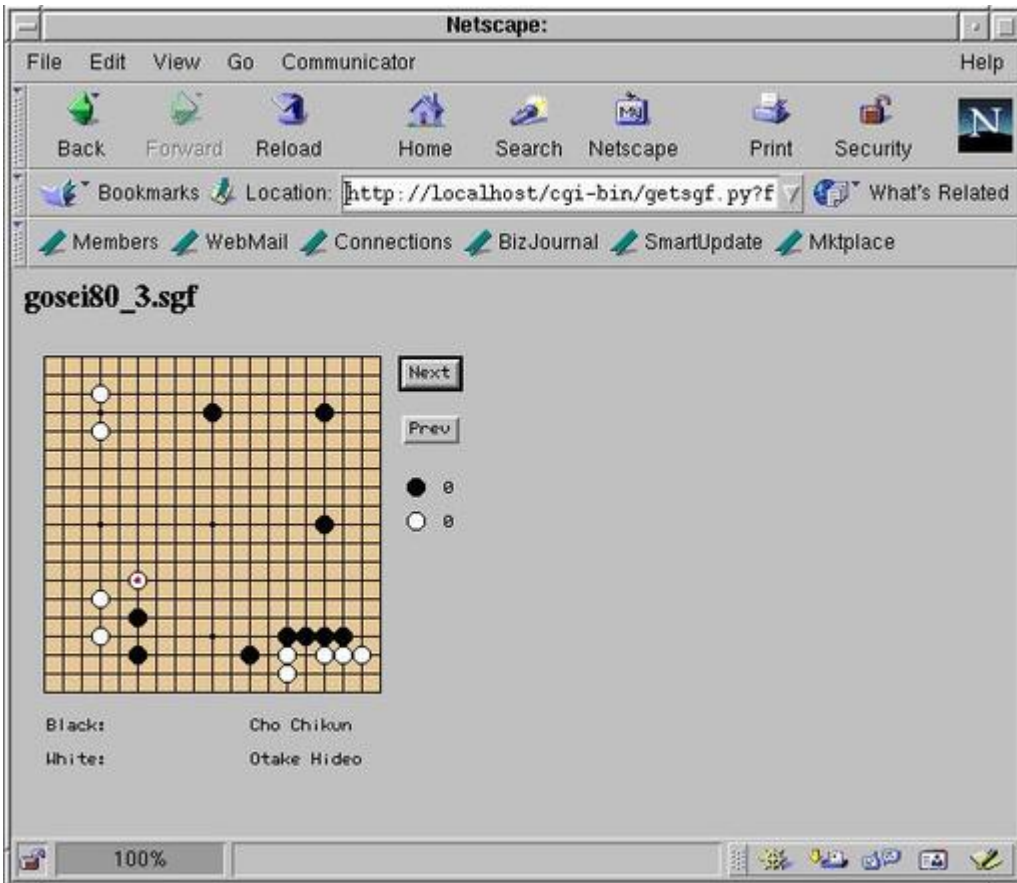 Netscape:
File Edit View Go Communicator Help
Back Forward Reload Home Search Netscape Print Security
My
N
Bookmarks Location: http://localhost/cgi-bin/getsgf.py?f What's Related
Members WebMail Connections BizJournal SmartUpdate Mktplace
gosei80_3.sgf
Next
Prev
0
0
Black: Cho Chikun
White: Otake Hideo
100%